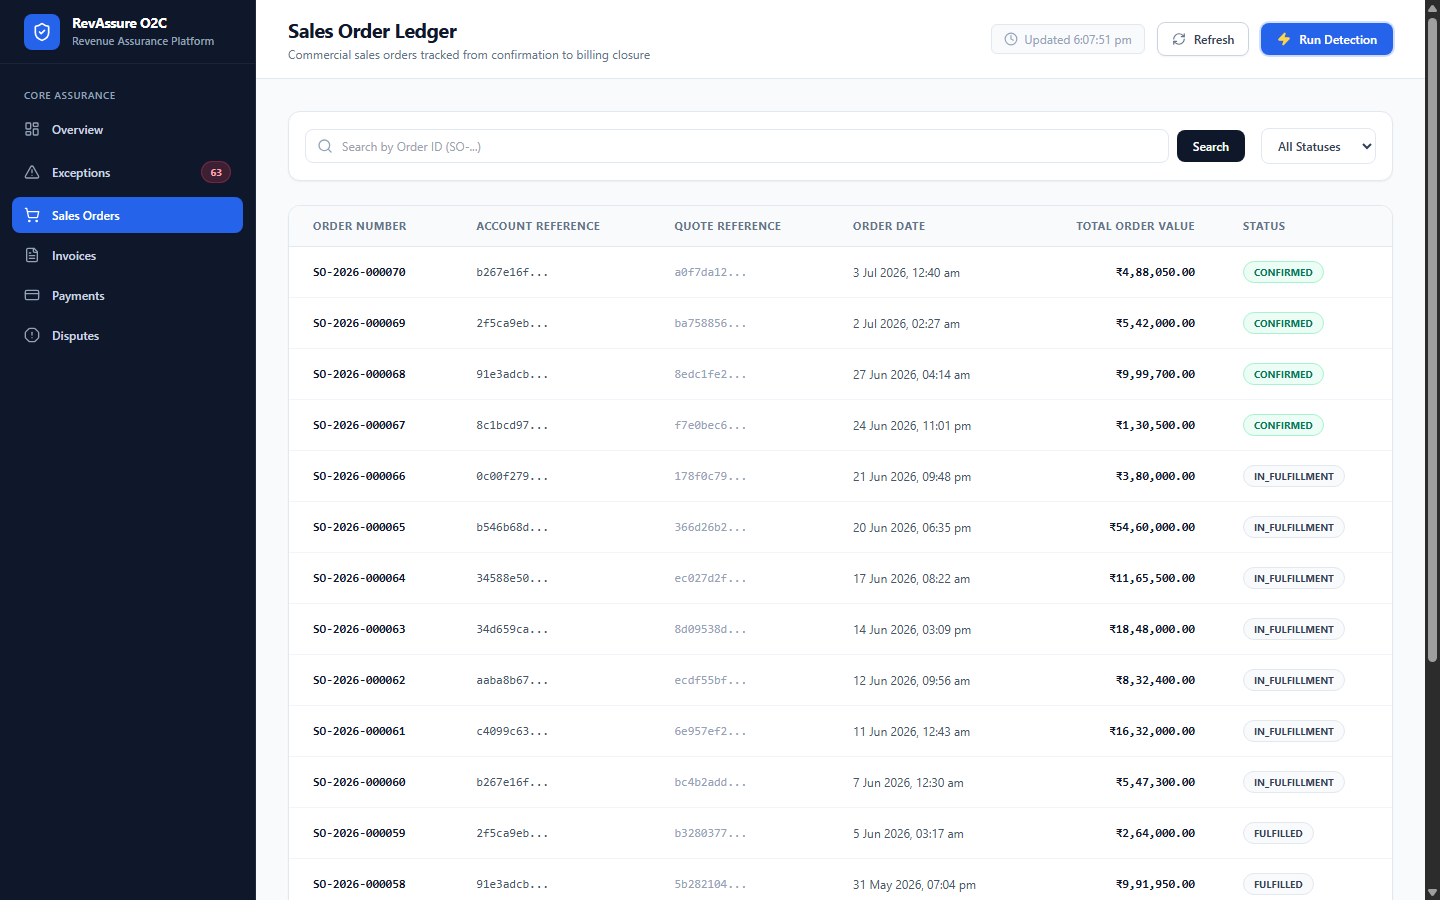 RevAssure O2C
Revenue Assurance Platform
CORE ASSURANCE
Overview
Exceptions 63
Sales Orders
Invoices
Payments
Disputes
Sales Order Ledger
Commercial sales orders tracked from confirmation to billing closure
Updated 6:07:51 pm
Refresh
Run Detection
Search by Order ID (SO-...)
Search
All Statuses
ORDER NUMBER ACCOUNT REFERENCE QUOTE REFERENCE ORDER DATE TOTAL ORDER VALUE STATUS
SO-2026-000070 b267e16f... a0f7da12... 3 Jul 2026, 12:40 am ₹4,88,050.00 CONFIRMED
SO-2026-000069 2f5ca9eb... ba758856... 2 Jul 2026, 02:27 am ₹5,42,000.00 CONFIRMED
SO-2026-000068 91e3adcb... 8edc1fe2... 27 Jun 2026, 04:14 am ₹9,99,700.00 CONFIRMED
SO-2026-000067 8c1bcd97... f7e0bec6... 24 Jun 2026, 11:01 pm ₹1,30,500.00 CONFIRMED
SO-2026-000066 0c00f279... 178f0c79... 21 Jun 2026, 09:48 pm ₹3,80,000.00 IN_FULFILLMENT
SO-2026-000065 b546b68d... 366d26b2... 20 Jun 2026, 06:35 pm ₹54,60,000.00 IN_FULFILLMENT
SO-2026-000064 34588e50... ec027d2f... 17 Jun 2026, 08:22 am ₹11,65,500.00 IN_FULFILLMENT
SO-2026-000063 34d659ca... 8d09538d... 14 Jun 2026, 03:09 pm ₹18,48,000.00 IN_FULFILLMENT
SO-2026-000062 aaba8b67... ecdf55bf... 12 Jun 2026, 09:56 am ₹8,32,400.00 IN_FULFILLMENT
SO-2026-000061 c4099c63... 6e957ef2... 11 Jun 2026, 12:43 am ₹16,32,000.00 IN_FULFILLMENT
SO-2026-000060 b267e16f... bc4b2add... 7 Jun 2026, 12:30 am ₹5,47,300.00 IN_FULFILLMENT
SO-2026-000059 2f5ca9eb... b3280377... 5 Jun 2026, 03:17 am ₹2,64,000.00 FULFILLED
SO-2026-000058 91e3adcb... 5b282104... 31 May 2026, 07:04 pm ₹9,91,950.00 FULFILLED